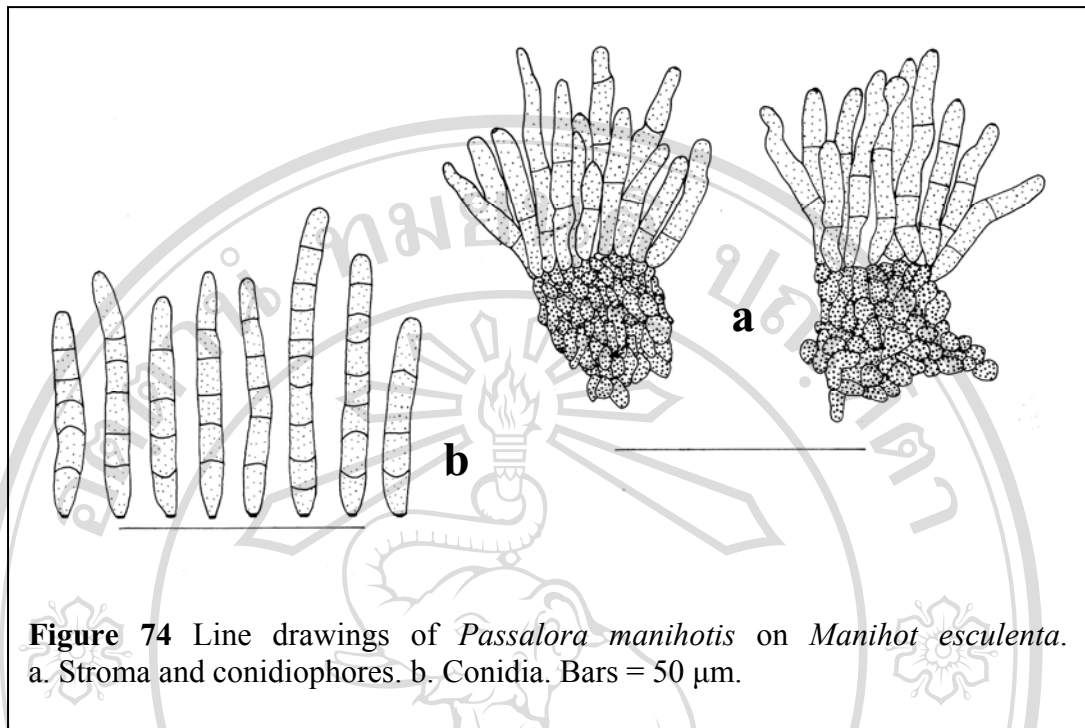 a
b
Figure 74 Line drawings of Passalora manihotis on Manihot esculenta.
a. Stroma and conidiophores. b. Conidia. Bars = 50 μm.